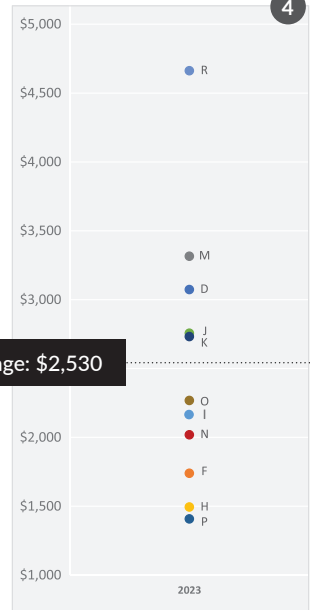 4
$5,000
R
$4,500
$4,000
$3,500
M
D
$3,000
J
K
nge: $2,530
O
I
$2,000
N
F
$1,500
H
P
$1,000
2023